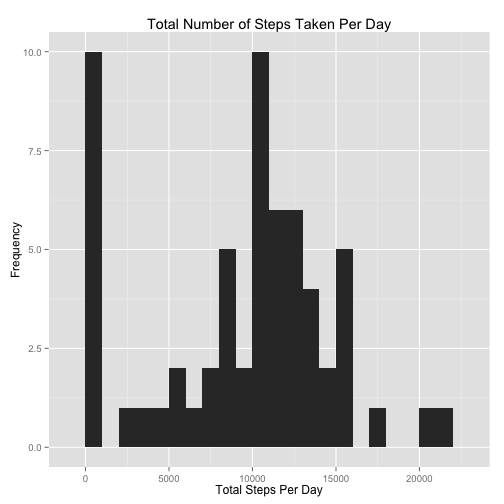 Total Number of Steps Taken Per Day
10.0
7.5
5.0
2.5
0.0
Frequency
0 5000 10000 15000 20000
Total Steps Per Day